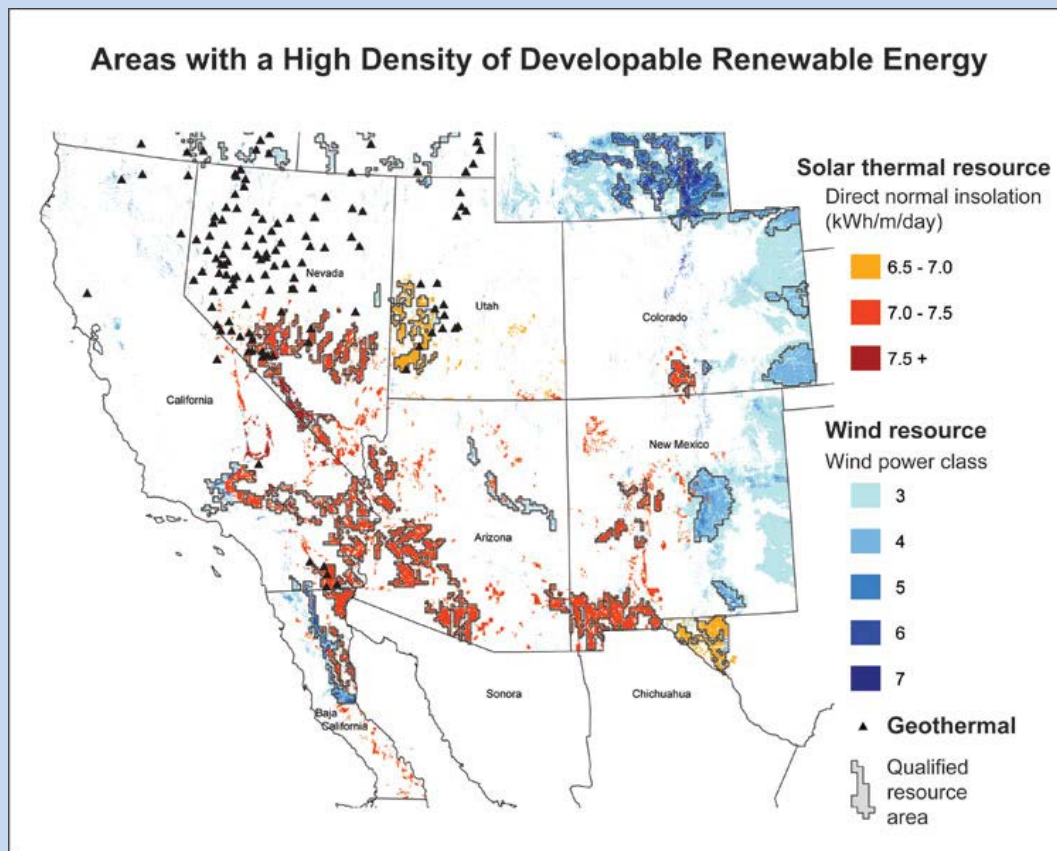 Areas with a High Density of Developable Renewable Energy
Solar thermal resource
Direct normal insolation
(kWh/m/day)
6.5 - 7.0
7.0 - 7.5
7.5 +
Nevada
Utah
Colorado
California
New Mexico
Arizona
Sonora
Chichuahua
Baja
California
Wind resource
Wind power class
3
4
5
6
7
Geothermal
Qualified
resource
area